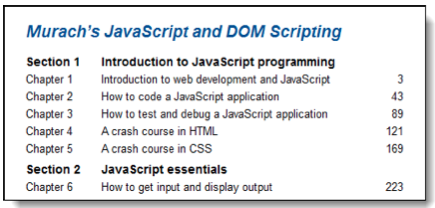 Murach's JavaScript and DOM Scripting
Section 1 Introduction to JavaScript programming
Chapter 1 Introduction to web development and JavaScript 3
Chapter 2 How to code a JavaScript application 43
Chapter 3 How to test and debug a JavaScript application 89
Chapter 4 A crash course in HTML 121
Chapter 5 A crash course in CSS 169
Section 2 JavaScript essentials
Chapter 6 How to get input and display output 223